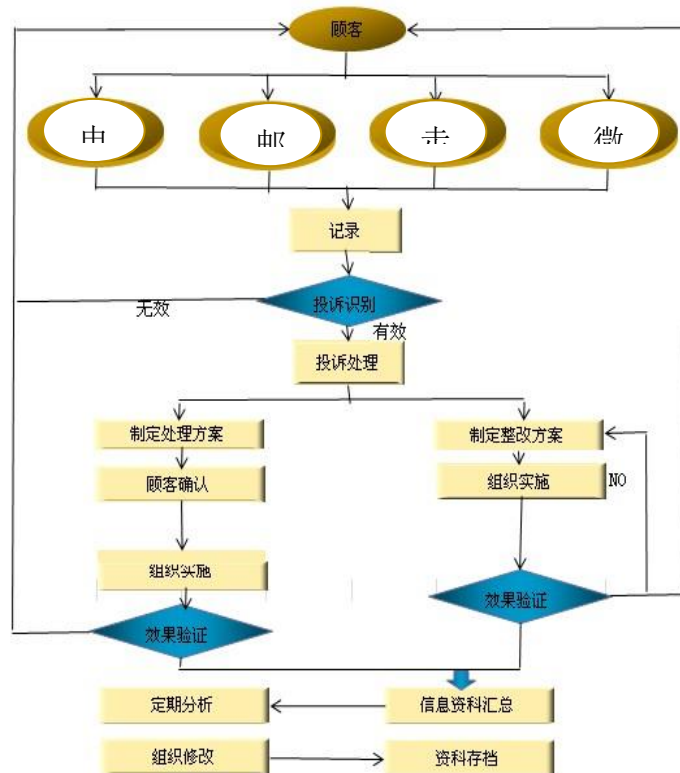 顾客
微
记录
投诉识别
无效
有效
投诉处理
制定处理方案
制定整改方案
顾客确认
组织实施
NO
组织实施
效果验证
效果验证
定期分析
信息资料汇总
组织修改
资料存档